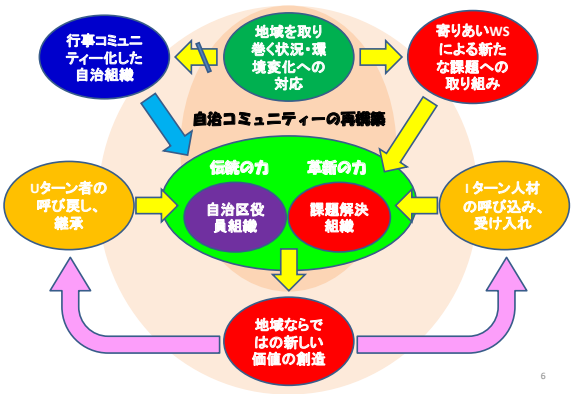 行事コミュニ
ティー化した
自治組織
地域を取り
巻く状況・環
境変化への
対応
寄りあいWS
による新た
な課題への
取り組み
自治コミュニティーの再構築
伝統の力
革新の力
自治区役
員組織
課題解決
組織
Uターン者の
呼び戻し、
継承
Iターン人材
の呼び込み、
受け入れ
地域ならで
はの新しい
価値の創造
6